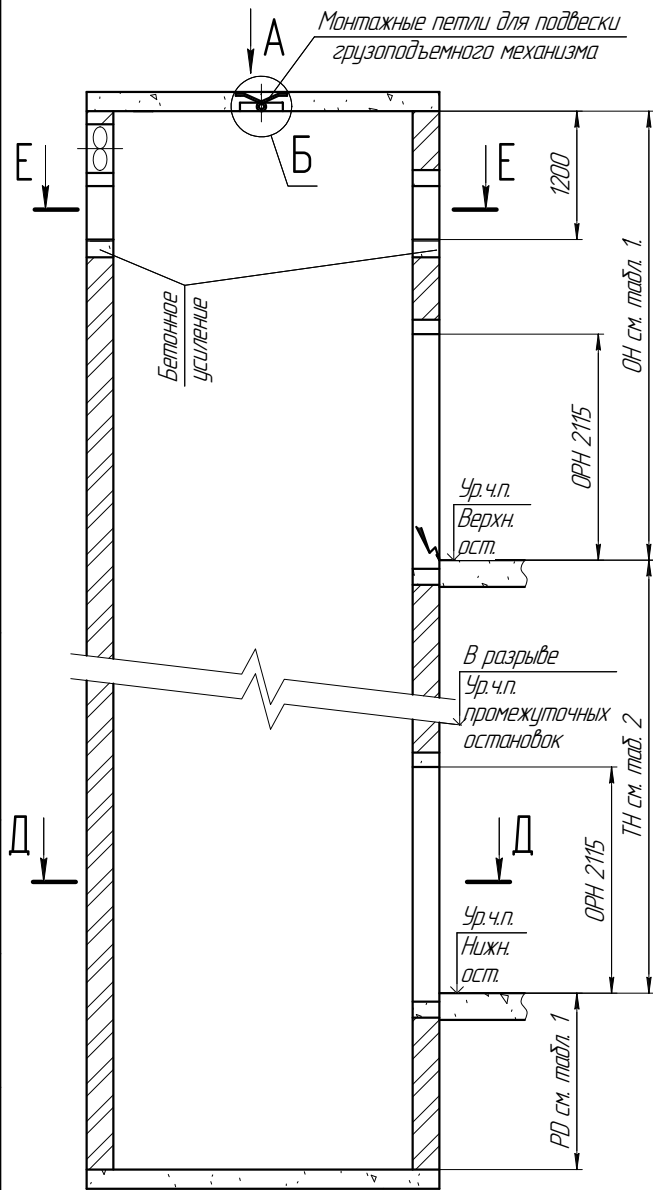 А
Монтажные петли для подвески
грузоподъемного механизма
Б
Е
Е
1200
ОН см. табл. 1.
Бетонное
усиление
ОРН 2115
Ур.ч.п.
Верхн.
ост.
В разрыве
Ур.ч.п.
промежуточных
остановок
ТН см. таб. 2
Д
Д
ОРН 2115
Ур.ч.п.
Нижн.
ост.
РD см. табл. 1